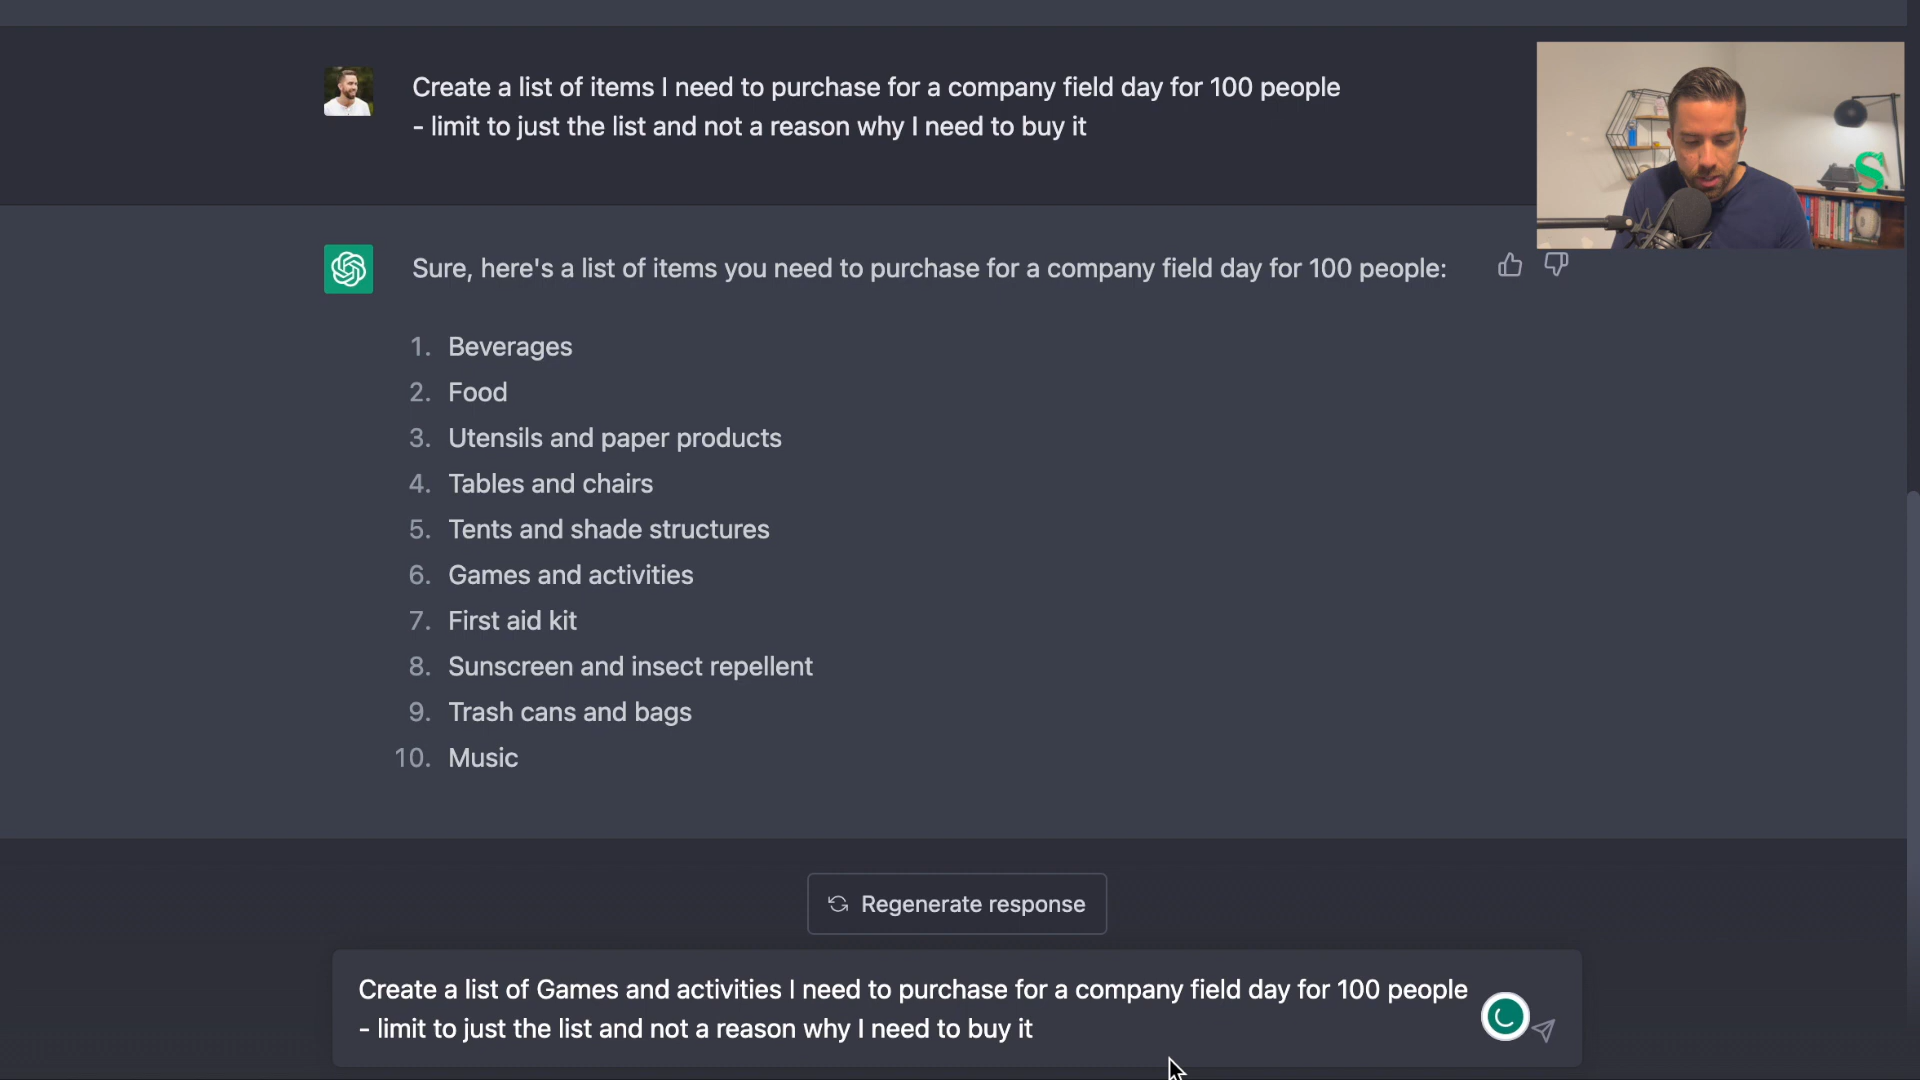 Create a list of items I need to purchase for a company field day for 100 people
- limit to just the list and not a reason why I need to buy it
Sure, here's a list of items you need to purchase for a company field day for 100 people:
1. Beverages
2. Food
3. Utensils and paper products
4. Tables and chairs
5. Tents and shade structures
6. Games and activities
7. First aid kit
8. Sunscreen and insect repellent
9. Trash cans and bags
10. Music
Regenerate response
Create a list of Games and activities I need to purchase for a company field day for 100 people
- limit to just the list and not a reason why I need to buy it
S